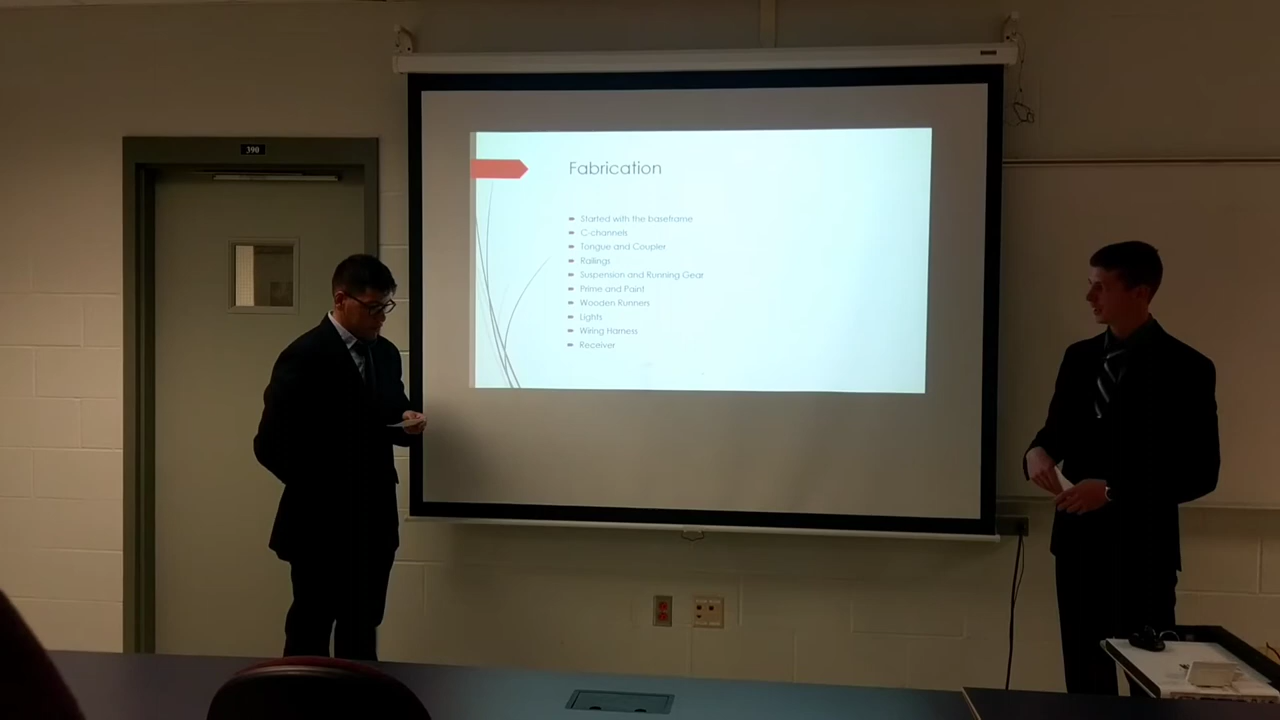 390
Fabrication
Started with the baseframe
C-channels
Tongue and Coupler
Railings
Suspension and Running Gear
Prime and Paint
Wooden Runners
Lights
Wiring Harness
Receiver